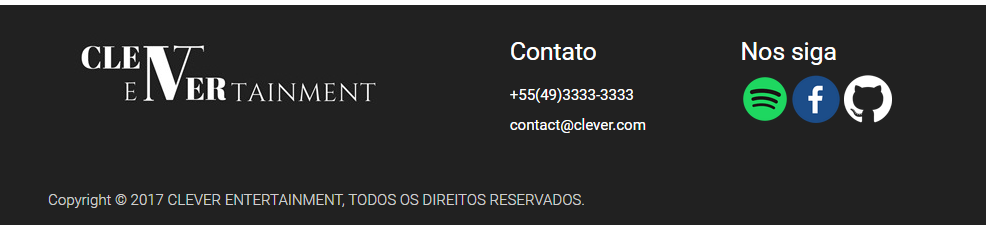 CLEVER
ENTERTAINMENT
Contato
+55(49)3333-3333
contact@clever.com
Nos siga
Copyright © 2017 CLEVER ENTERTAINMENT, TODOS OS DIREITOS RESERVADOS.